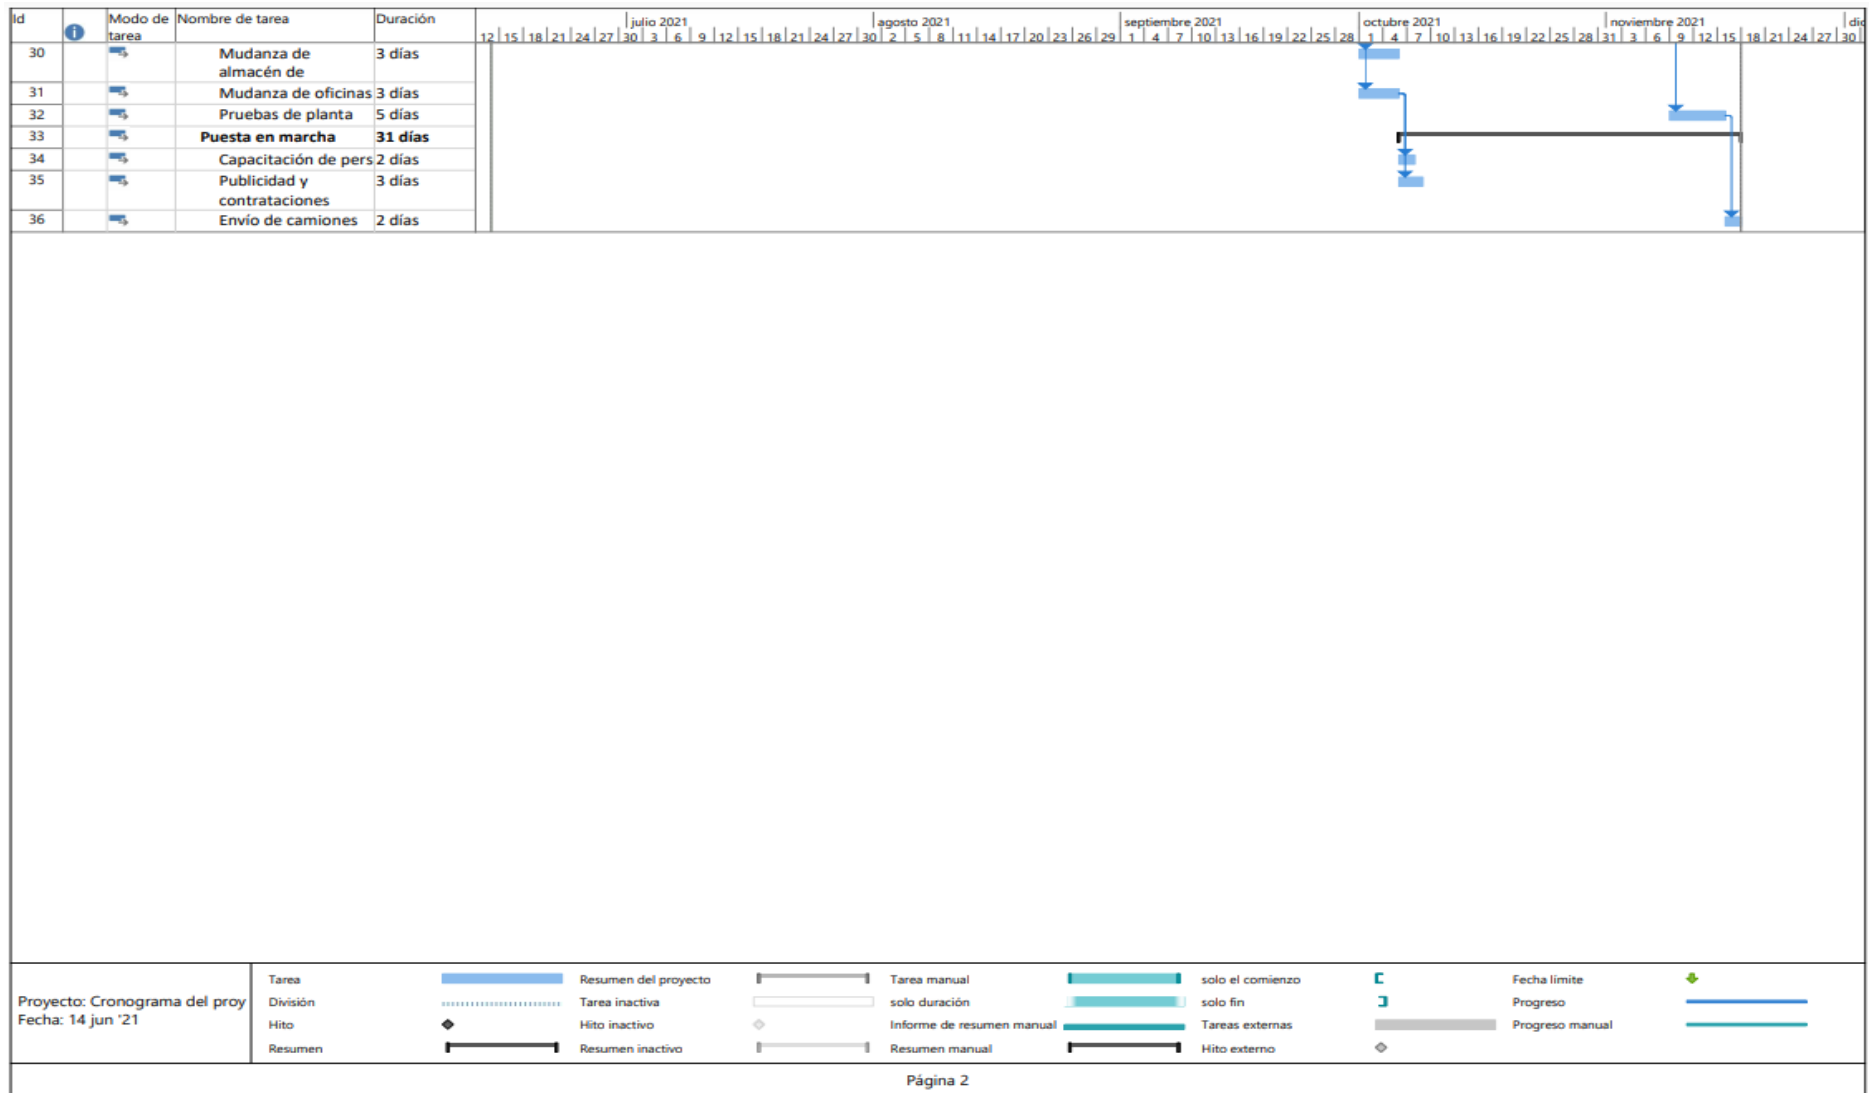 Id Modo de tarea Nombre de tarea Duración
julio 2021 agosto 2021 septiembre 2021 octubre 2021 noviembre 2021 dic
12 15 18 21 24 27 30 3 6 9 12 15 18 21 24 27 30 2 5 8 11 14 17 20 23 26 29 1 4 7 10 13 16 19 22 25 28 1 4 7 10 13 16 19 22 25 28 31 3 6 9 12 15 18 21 24 27 30
30 Mudanza de 3 días
almacén de
31 Mudanza de oficinas 3 días
32 Pruebas de planta 5 días
33 Puesta en marcha 31 días
34 Capacitación de pers 2 días
35 Publicidad y 3 días
contrataciones
36 Envío de camiones 2 días
Proyecto: Cronograma del proy
Fecha: 14 jun '21
Tarea Resumen del proyecto Tarea manual solo el comienzo Fecha límite
División Tarea inactiva solo duración solo fin Progreso
Hito Hito inactivo Informe de resumen manual Tareas externas Progreso manual
Resumen Resumen inactivo Resumen manual Hito externo
Página 2